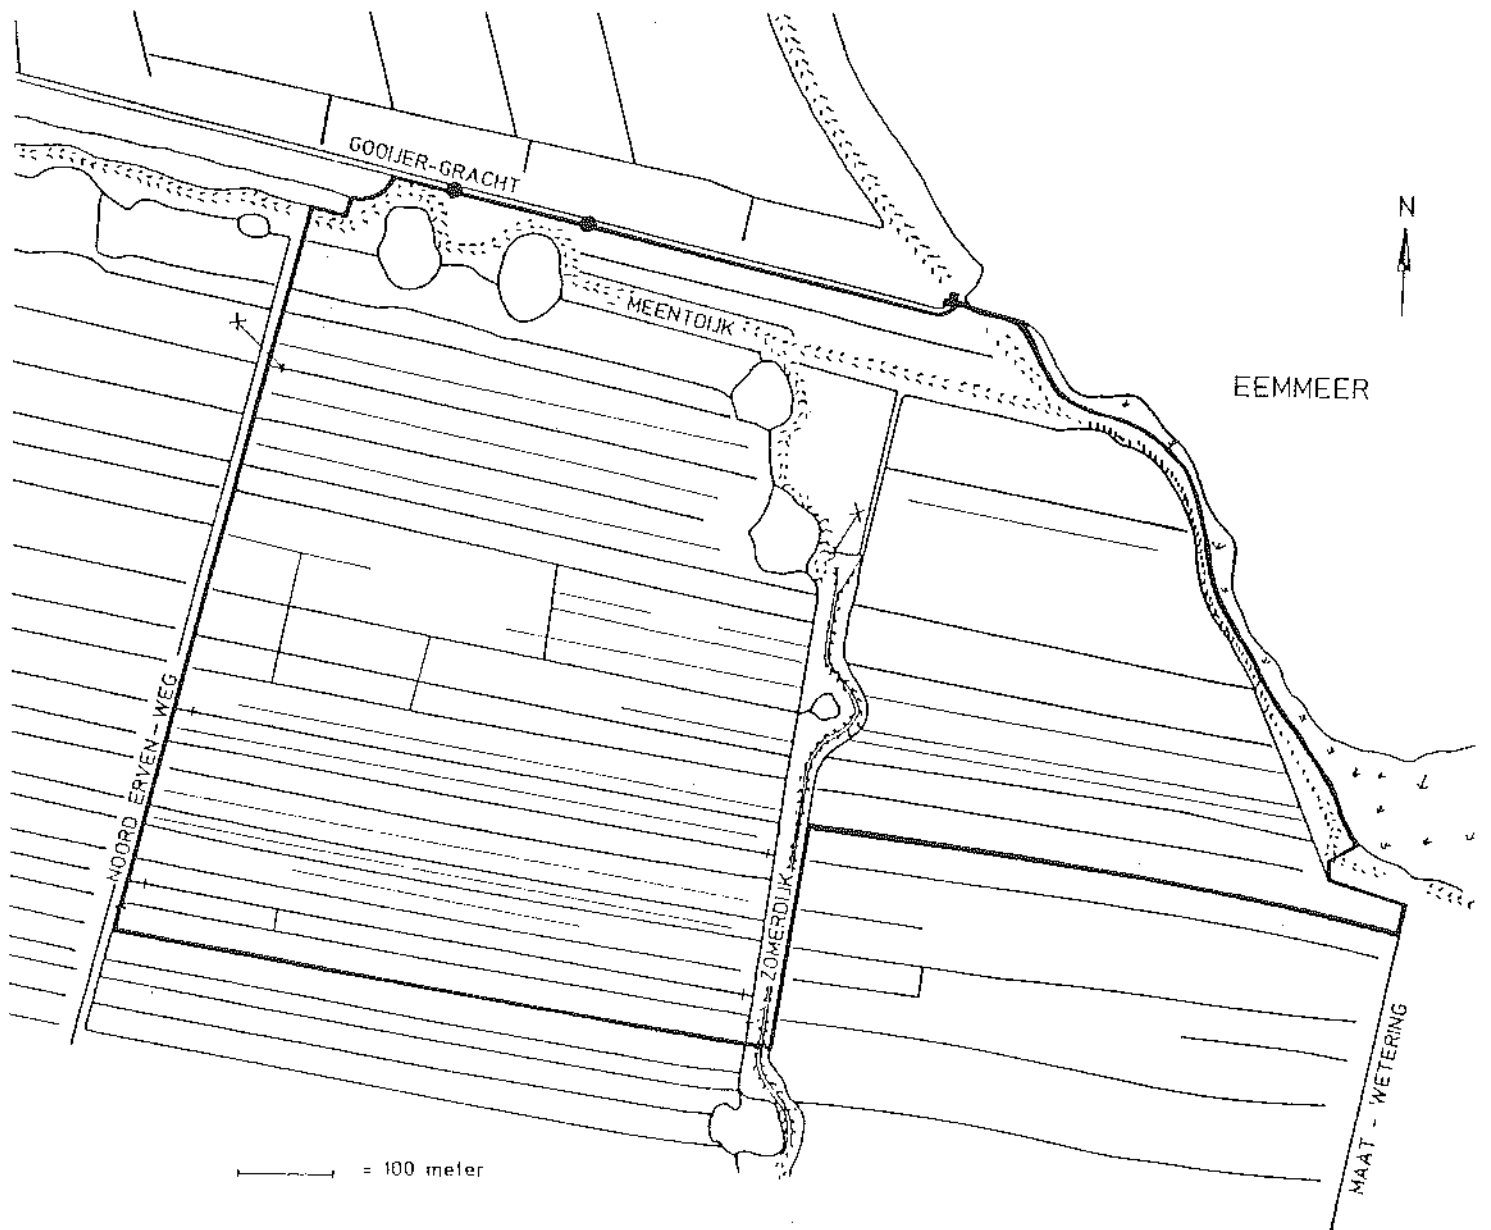 GOOIJER-GRACHT
N
MEENTDIJK
EEMMEER
NOORD ERVEN-WEG
ZOMERDIJK
MAAT - WETERING
= 100 meter